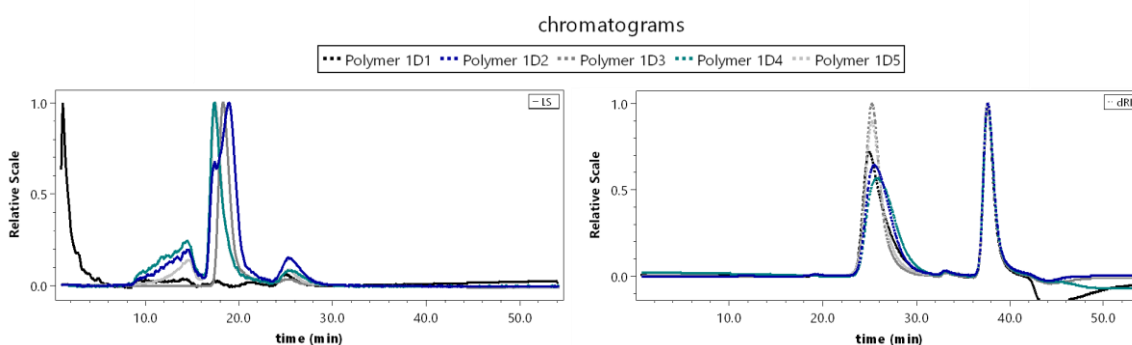 chromatograms
Polymer 1D1 Polymer 1D2 Polymer 1D3 Polymer 1D4 Polymer 1D5
LS
1.0
0.5
0.0
Relative Scale
10.0 20.0 30.0 40.0 50.0
time (min)
dRI
1.0
0.5
0.0
Relative Scale
10.0 20.0 30.0 40.0 50.0
time (min)